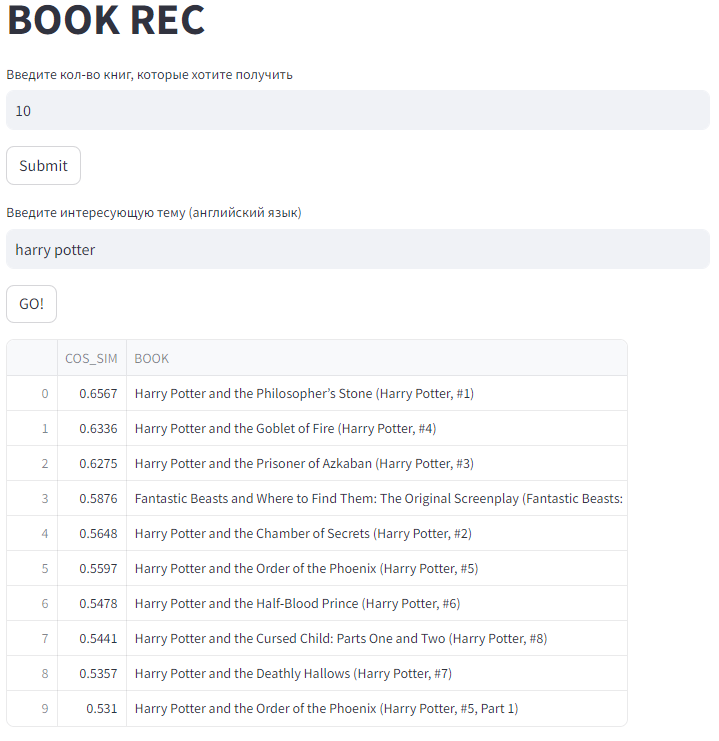 BOOK REC
Введите кол-во книг, которые хотите получить
10
Submit
Введите интересующую тему (английский язык)
harry potter
GO!
COS_SIM BOOK
0 0.6567 Harry Potter and the Philosopher’s Stone (Harry Potter, #1)
1 0.6336 Harry Potter and the Goblet of Fire (Harry Potter, #4)
2 0.6275 Harry Potter and the Prisoner of Azkaban (Harry Potter, #3)
3 0.5876 Fantastic Beasts and Where to Find Them: The Original Screenplay (Fantastic Beasts:
4 0.5648 Harry Potter and the Chamber of Secrets (Harry Potter, #2)
5 0.5597 Harry Potter and the Order of the Phoenix (Harry Potter, #5)
6 0.5478 Harry Potter and the Half-Blood Prince (Harry Potter, #6)
7 0.5441 Harry Potter and the Cursed Child: Parts One and Two (Harry Potter, #8)
8 0.5357 Harry Potter and the Deathly Hallows (Harry Potter, #7)
9 0.531 Harry Potter and the Order of the Phoenix (Harry Potter, #5, Part 1)